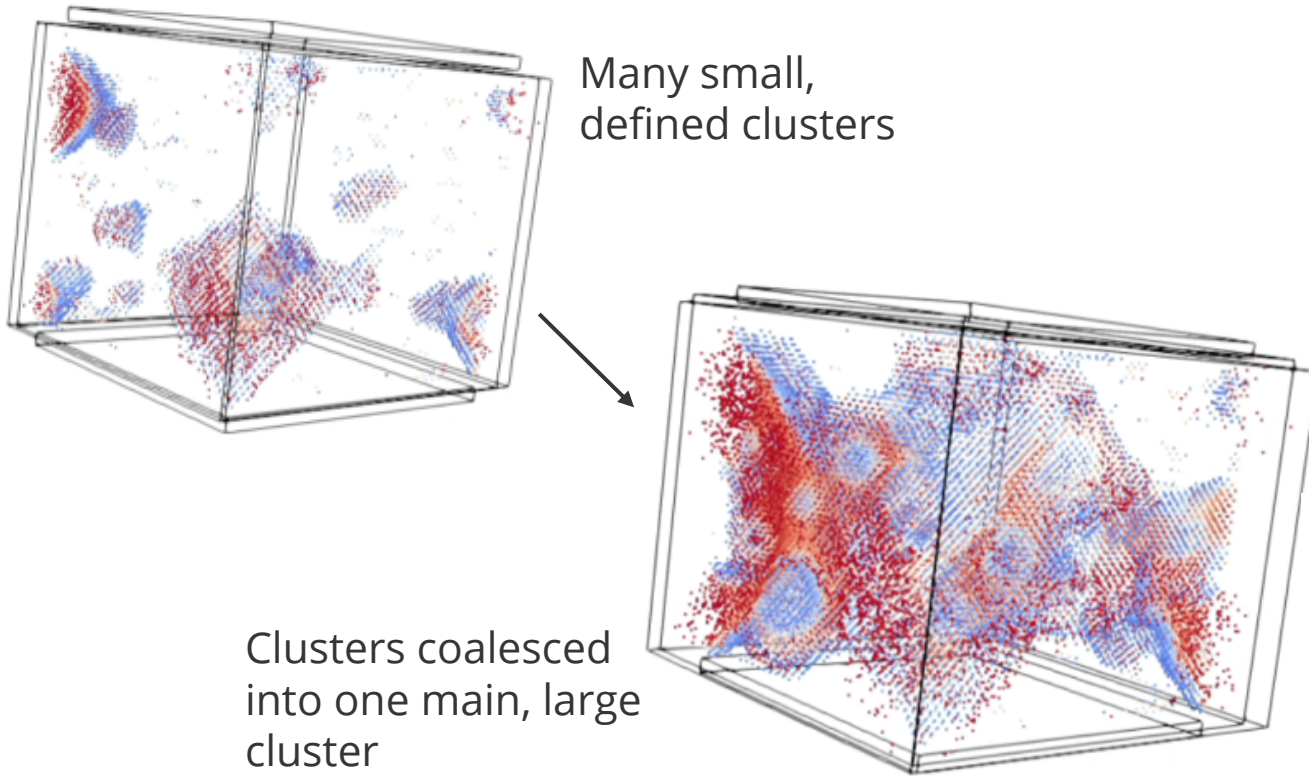 Many small,
defined clusters
Clusters coalesced
into one main, large
cluster